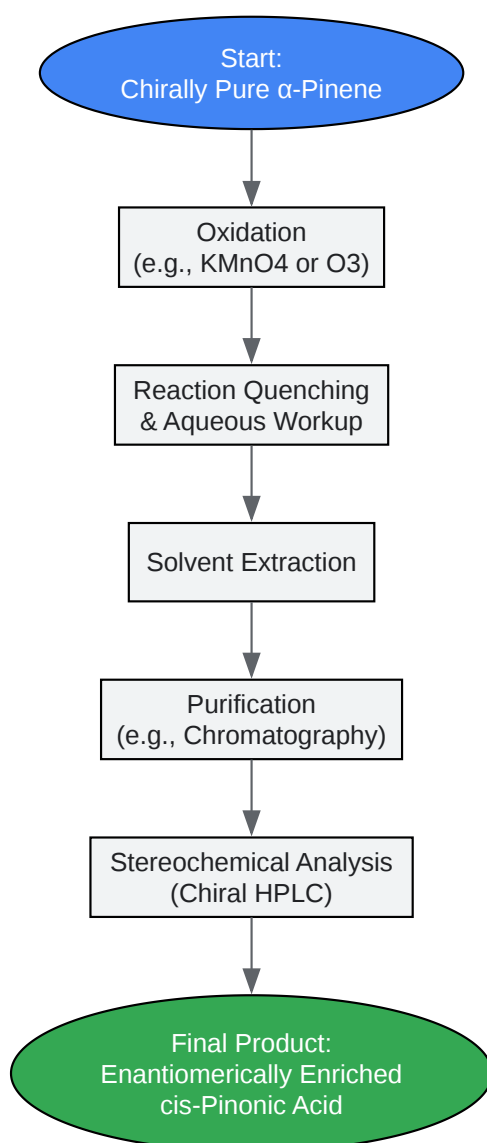 Start:
Chirally Pure α-Pinene
Oxidation
(e.g., KMnO4 or O3)
Reaction Quenching
& Aqueous Workup
Solvent Extraction
Purification
(e.g., Chromatography)
Stereochemical Analysis
(Chiral HPLC)
Final Product:
Enantiomerically Enriched
cis-Pinonic Acid